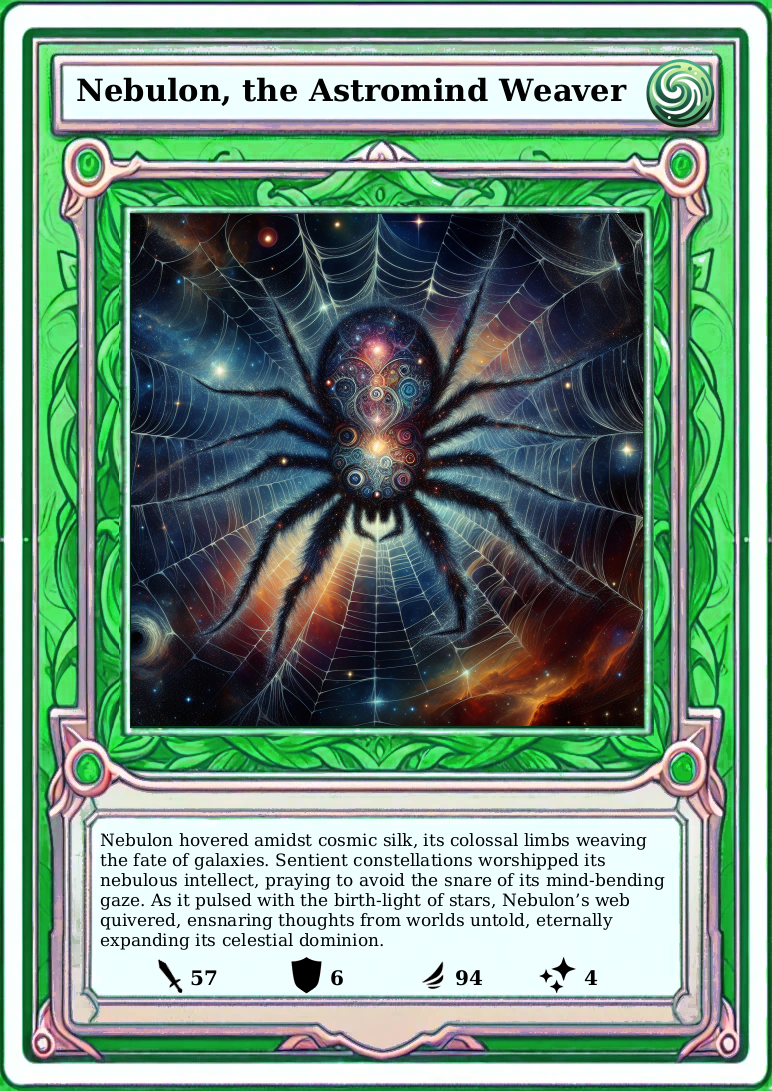 Nebulon, the Astromind Weaver
Nebulon hovered amidst cosmic silk, its colossal limbs weaving
the fate of galaxies. Sentient constellations worshipped its
nebulous intellect, praying to avoid the snare of its mind-bending
gaze. As it pulsed with the birth-light of stars, Nebulon’s web
quivered, ensnaring thoughts from worlds untold, eternally
expanding its celestial dominion.
57 6 94 4